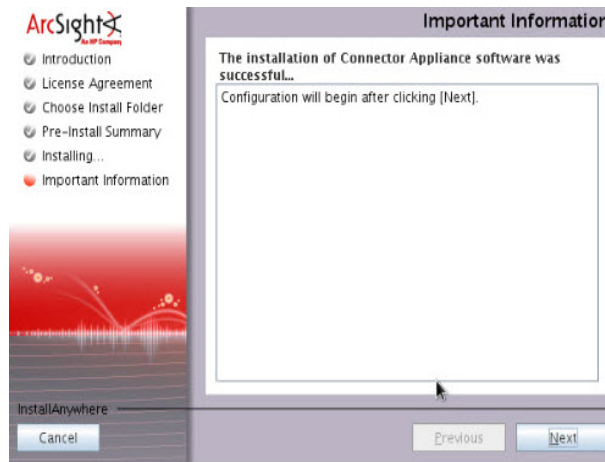 ArcSight
An HP Company
Important Information
Introduction
License Agreement
Choose Install Folder
Pre-Install Summary
Installing...
Important Information
The installation of Connector Appliance software was
successful...
Configuration will begin after clicking [Next].
InstallAnywhere
Cancel
Previous
Next